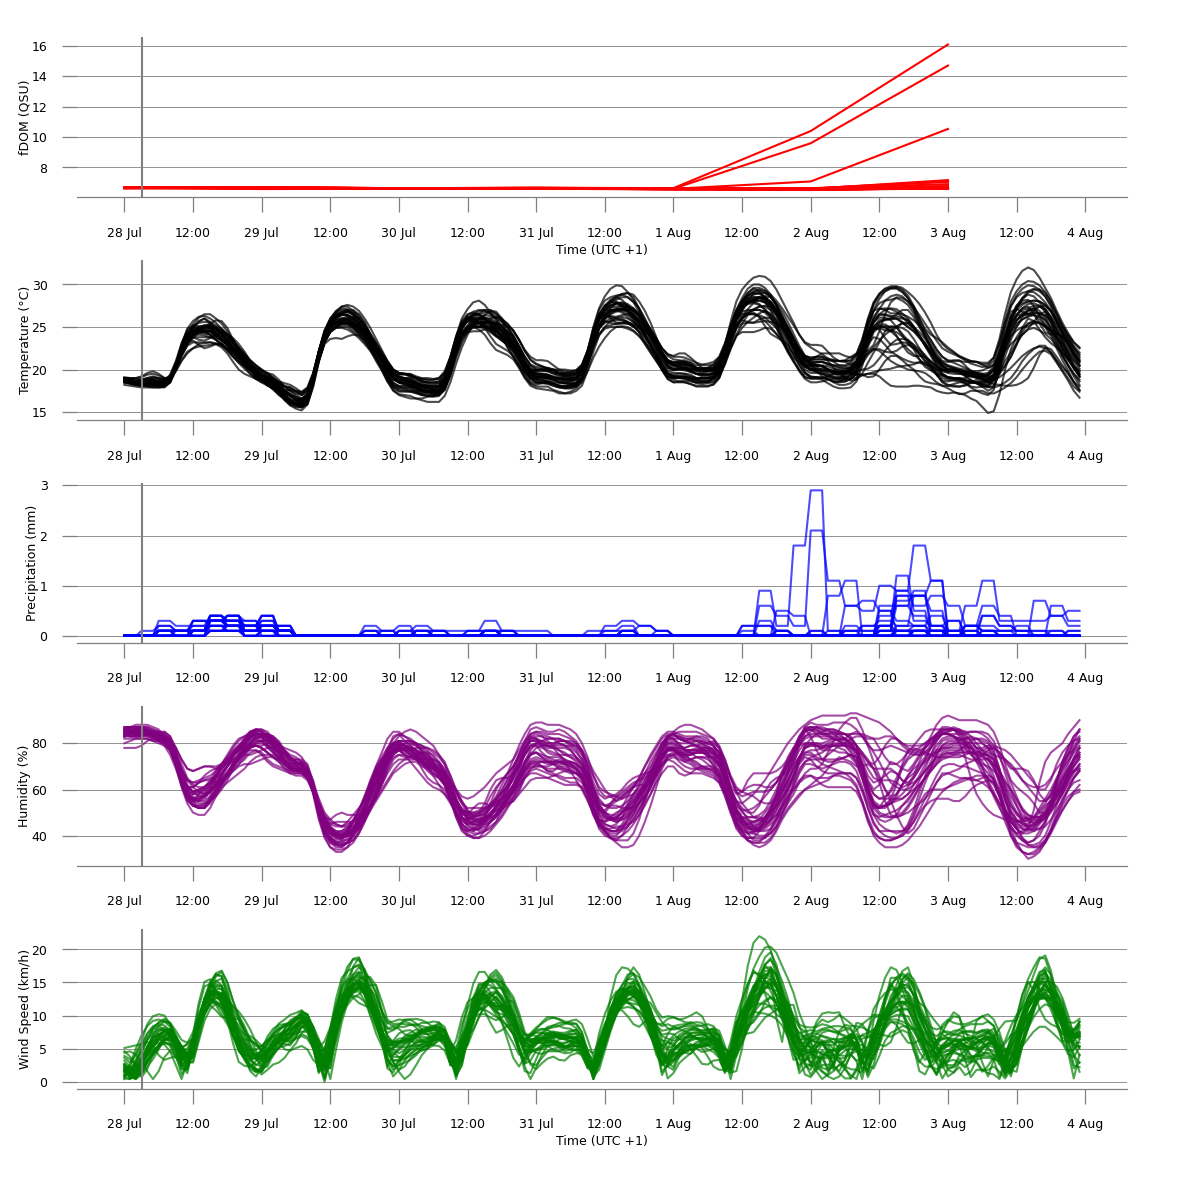 fDOM (QSU)
16
14
12
10
8
28 Jul 12:00 29 Jul 12:00 30 Jul 12:00 31 Jul 12:00 1 Aug 12:00 2 Aug 12:00 3 Aug 12:00 4 Aug
Time (UTC +1)
Temperature (°C)
30
25
20
15
28 Jul 12:00 29 Jul 12:00 30 Jul 12:00 31 Jul 12:00 1 Aug 12:00 2 Aug 12:00 3 Aug 12:00 4 Aug
Precipitation (mm)
3
2
1
0
28 Jul 12:00 29 Jul 12:00 30 Jul 12:00 31 Jul 12:00 1 Aug 12:00 2 Aug 12:00 3 Aug 12:00 4 Aug
Humidity (%)
80
60
40
28 Jul 12:00 29 Jul 12:00 30 Jul 12:00 31 Jul 12:00 1 Aug 12:00 2 Aug 12:00 3 Aug 12:00 4 Aug
Wind Speed (km/h)
20
15
10
5
0
28 Jul 12:00 29 Jul 12:00 30 Jul 12:00 31 Jul 12:00 1 Aug 12:00 2 Aug 12:00 3 Aug 12:00 4 Aug
Time (UTC +1)